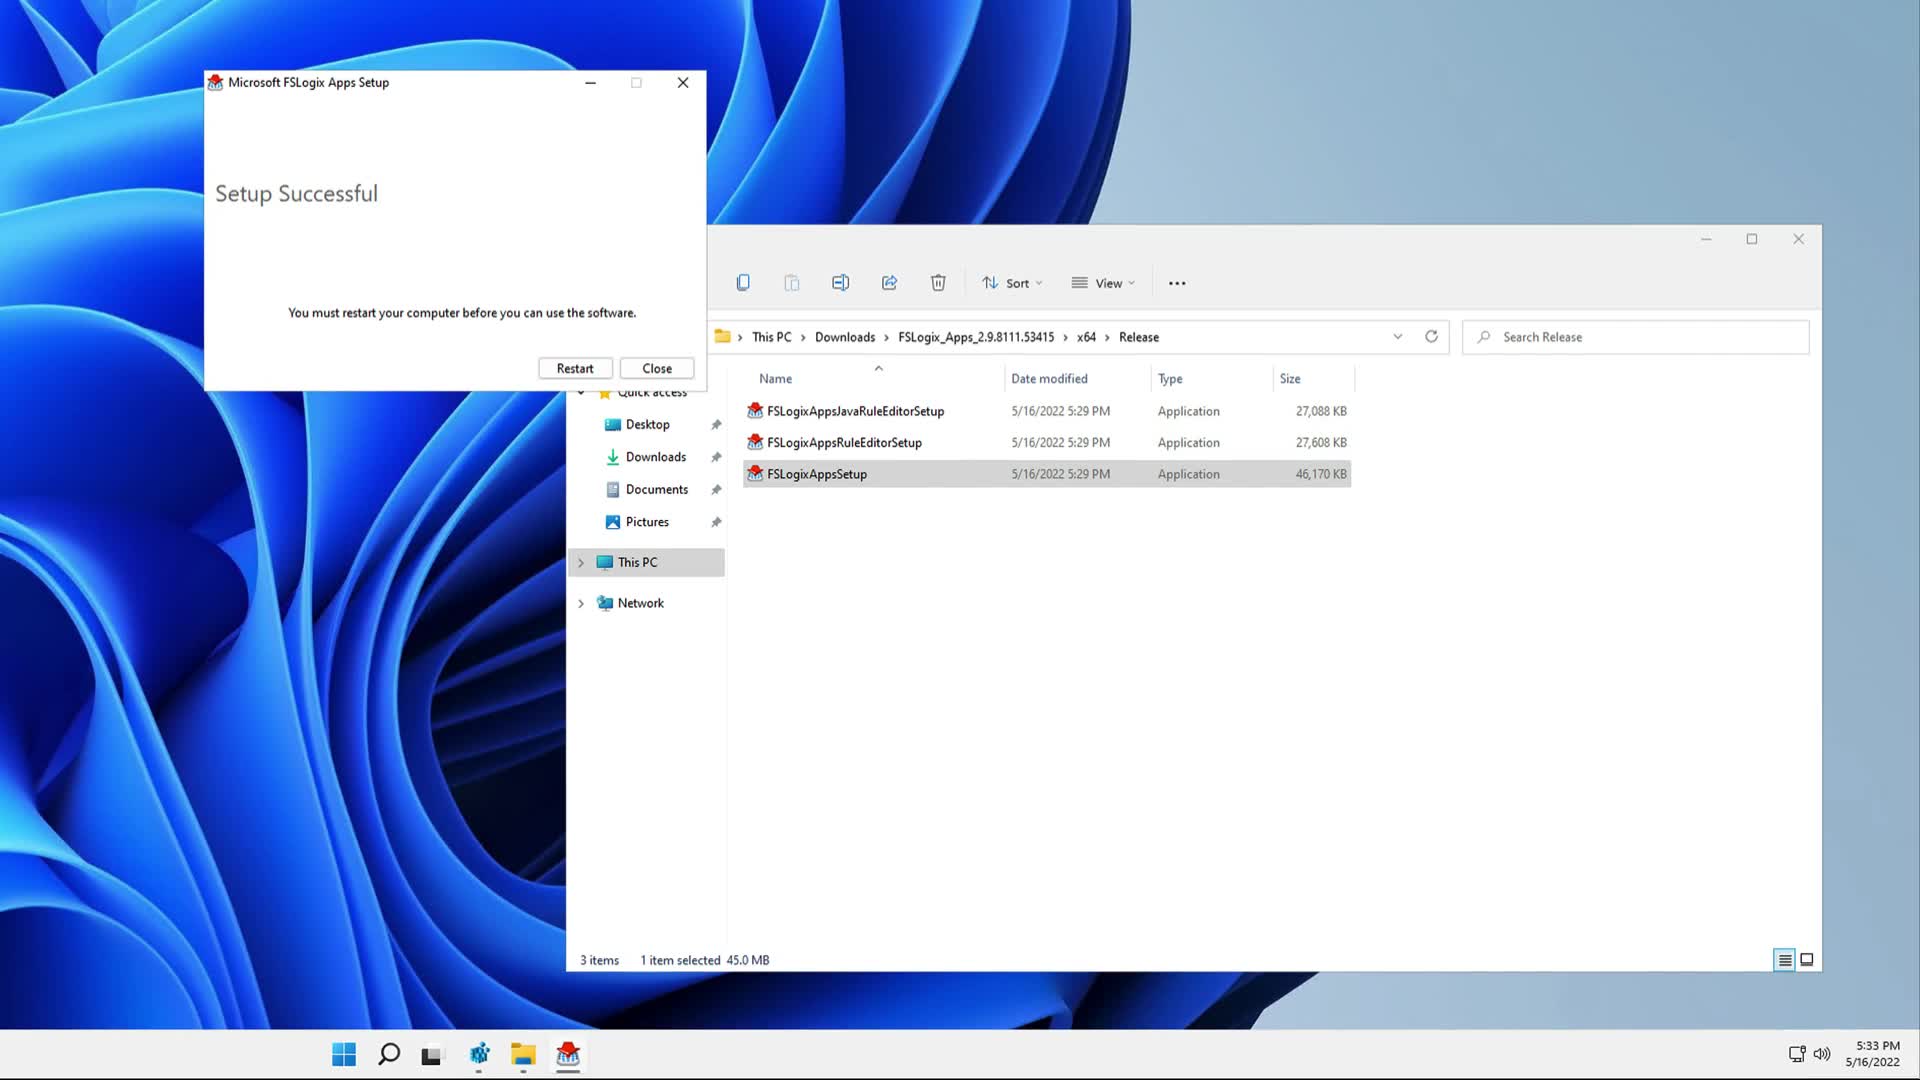 Microsoft FSLogix Apps Setup
Setup Successful
You must restart your computer before you can use the software.
Restart Close
Sort View
This PC Downloads FSLogix_Apps_2.9.8111.53415 x64 Release
Search Release
Name Date modified Type Size
Quick access
FSLogixAppsJavaRuleEditorSetup 5/16/2022 5:29 PM Application 27,088 KB
Desktop
FSLogixAppsRuleEditorSetup 5/16/2022 5:29 PM Application 27,608 KB
Downloads
FSLogixAppsSetup 5/16/2022 5:29 PM Application 46,170 KB
Documents
Pictures
This PC
Network
3 items 1 item selected 45.0 MB
5:33 PM
5/16/2022